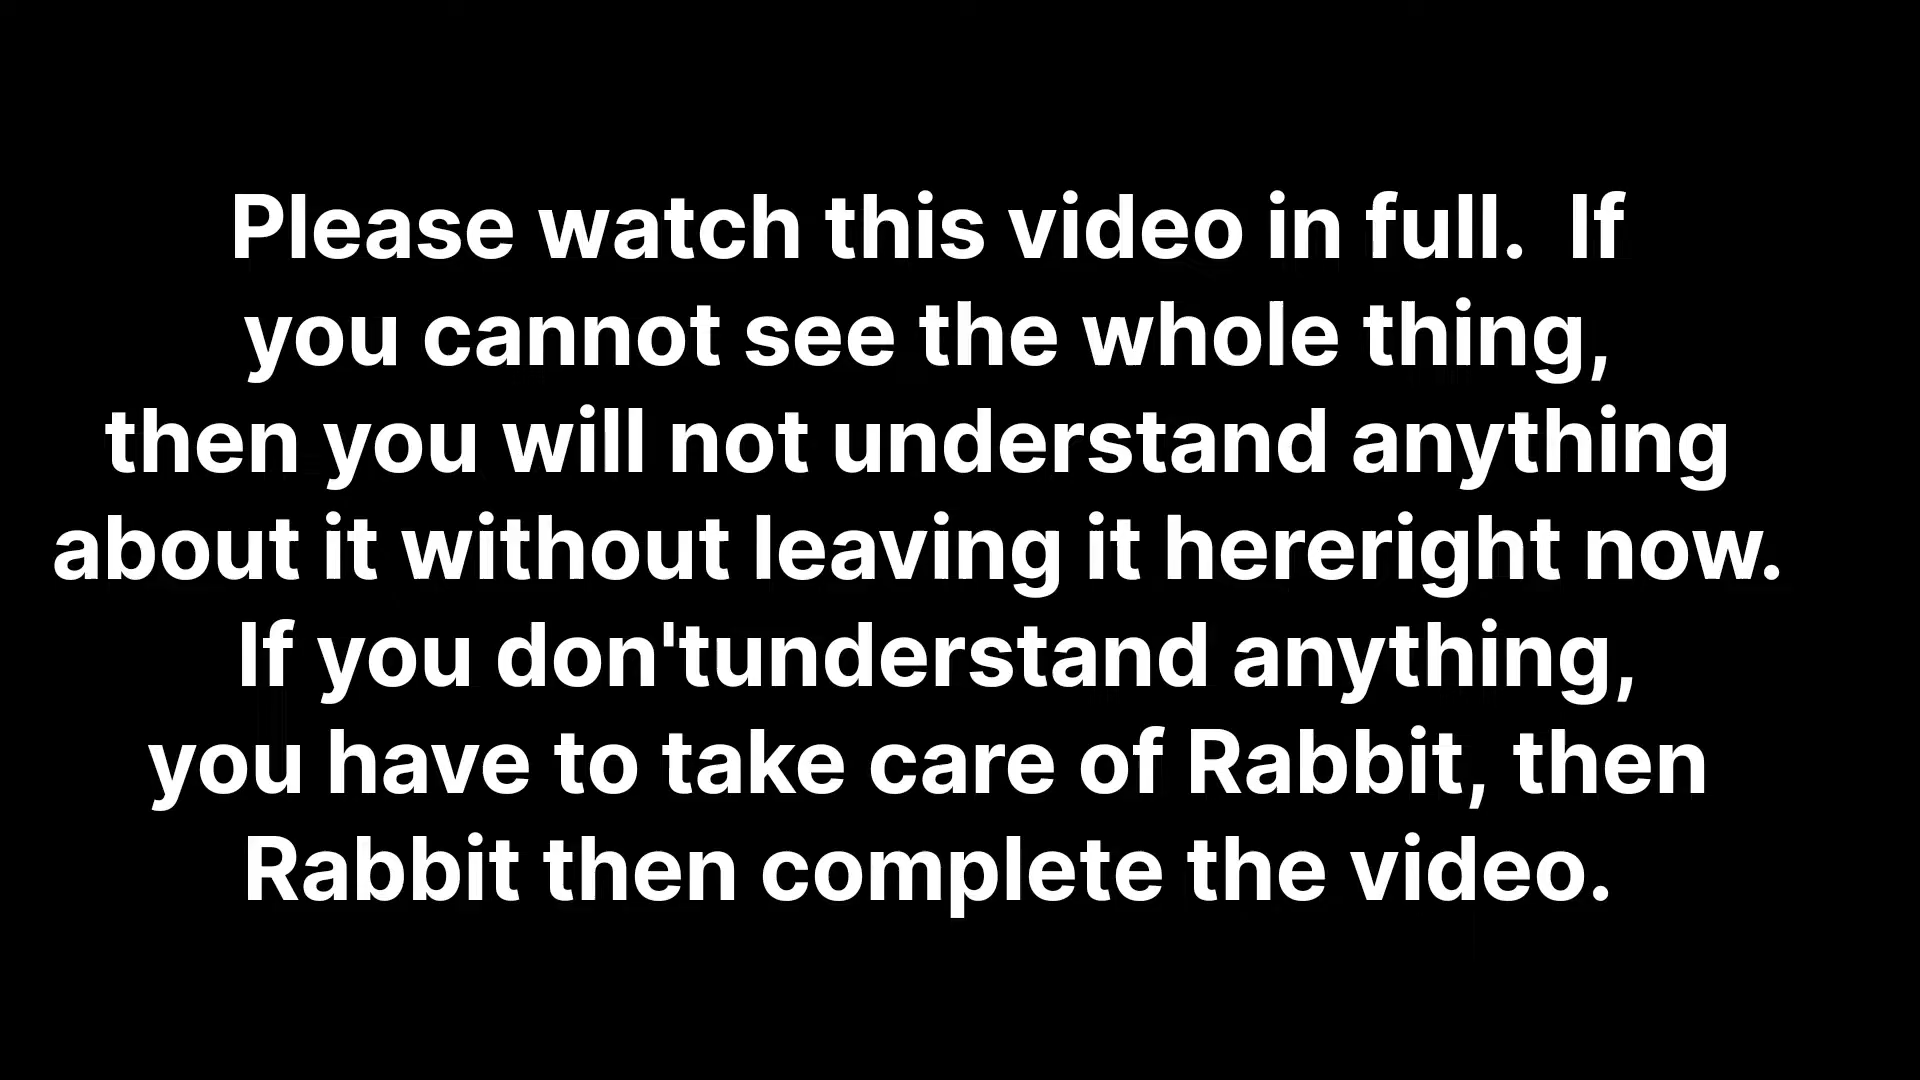 Please watch this video in full.  If
you cannot see the whole thing,
then you will not understand anything
about it without leaving it hereright now.
If you don'tunderstand anything,
you have to take care of Rabbit, then
Rabbit then complete the video.